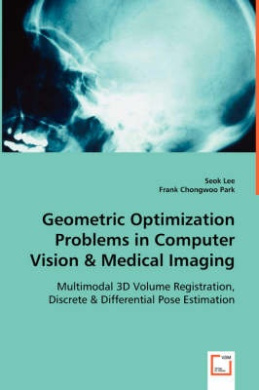 Seok Lee
Frank Chongwoo Park
Geometric Optimization
Problems in Computer
Vision & Medical Imaging
Multimodal 3D Volume Registration,
Discrete & Differential Pose Estimation